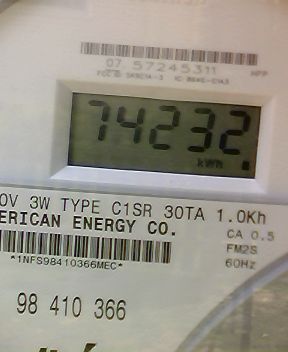 07 57245311
74232
kWH
0V 3W TYPE C1SR 30TA 1.0Kh
ERICAN ENERGY CO.
CA 0.5
FM2S
60Hz
*1NFS98410366MEC*
98 410 366